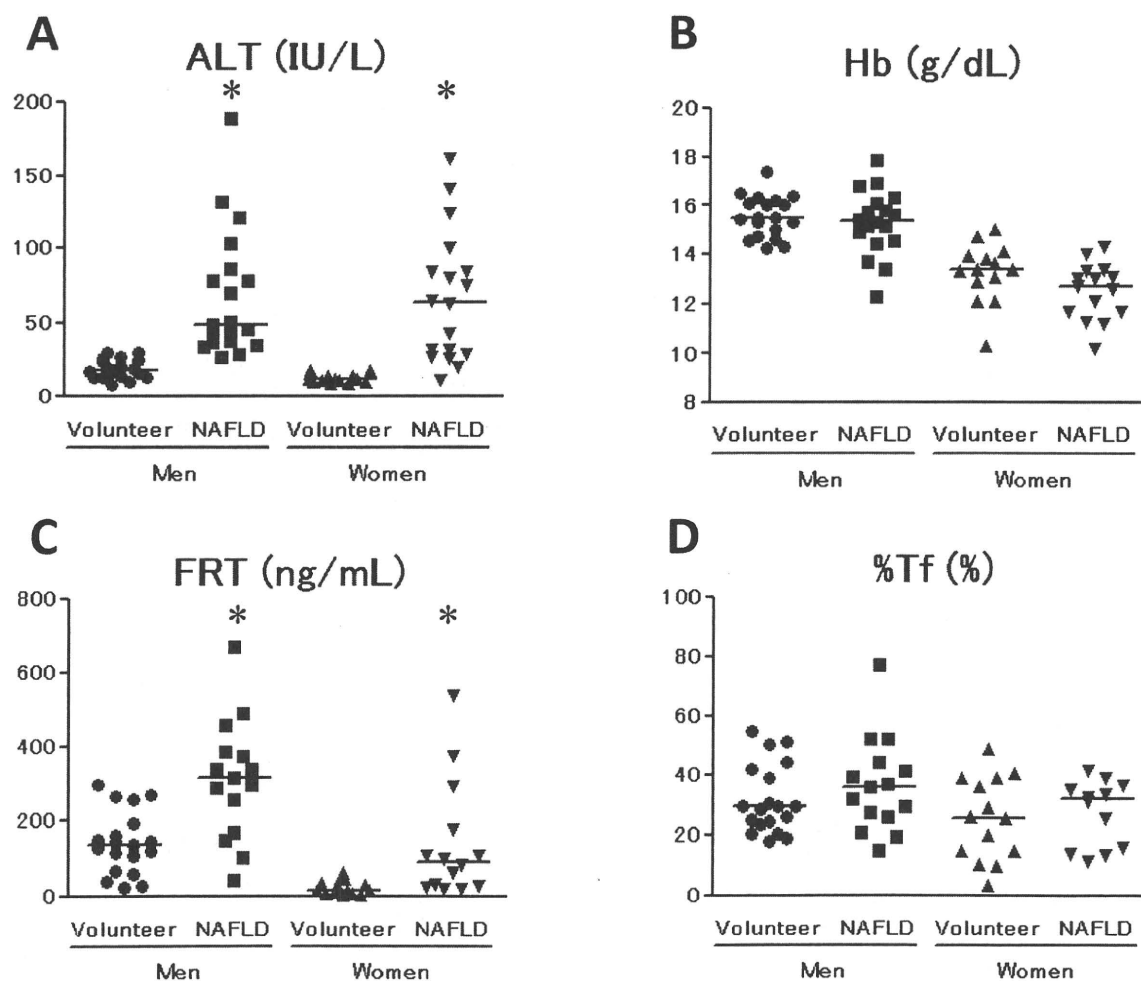 A
ALT (IU/L)
* *
200
150
100
50
0
Volunteer NAFLD Volunteer NAFLD
Men Women
B
Hb (g/dL)
20
18
16
14
12
10
8
Volunteer NAFLD Volunteer NAFLD
Men Women
C
FRT (ng/mL)
* *
800
600
400
200
0
Volunteer NAFLD Volunteer NAFLD
Men Women
D
%Tf (%)
100
80
60
40
20
0
Volunteer NAFLD Volunteer NAFLD
Men Women